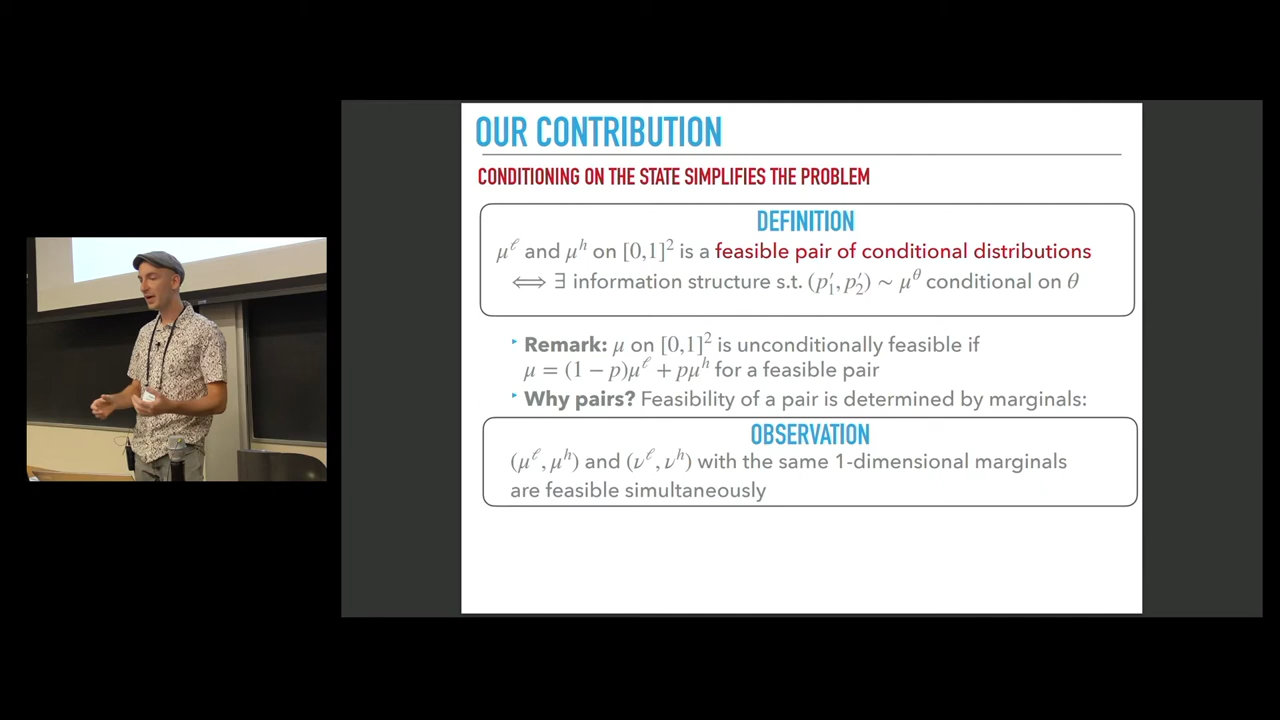 OUR CONTRIBUTION
CONDITIONING ON THE STATE SIMPLIFIES THE PROBLEM
DEFINITION
μ^ℓ and μ^h on [0,1]² is a feasible pair of conditional distributions
⟺ ∃ information structure s.t. (p′₁, p′₂) ~ μ^θ conditional on θ
‣ Remark: μ on [0,1]² is unconditionally feasible if
μ = (1 − p)μ^ℓ + pμ^h for a feasible pair
‣ Why pairs? Feasibility of a pair is determined by marginals:
OBSERVATION
(μ^ℓ, μ^h) and (ν^ℓ, ν^h) with the same 1-dimensional marginals
are feasible simultaneously